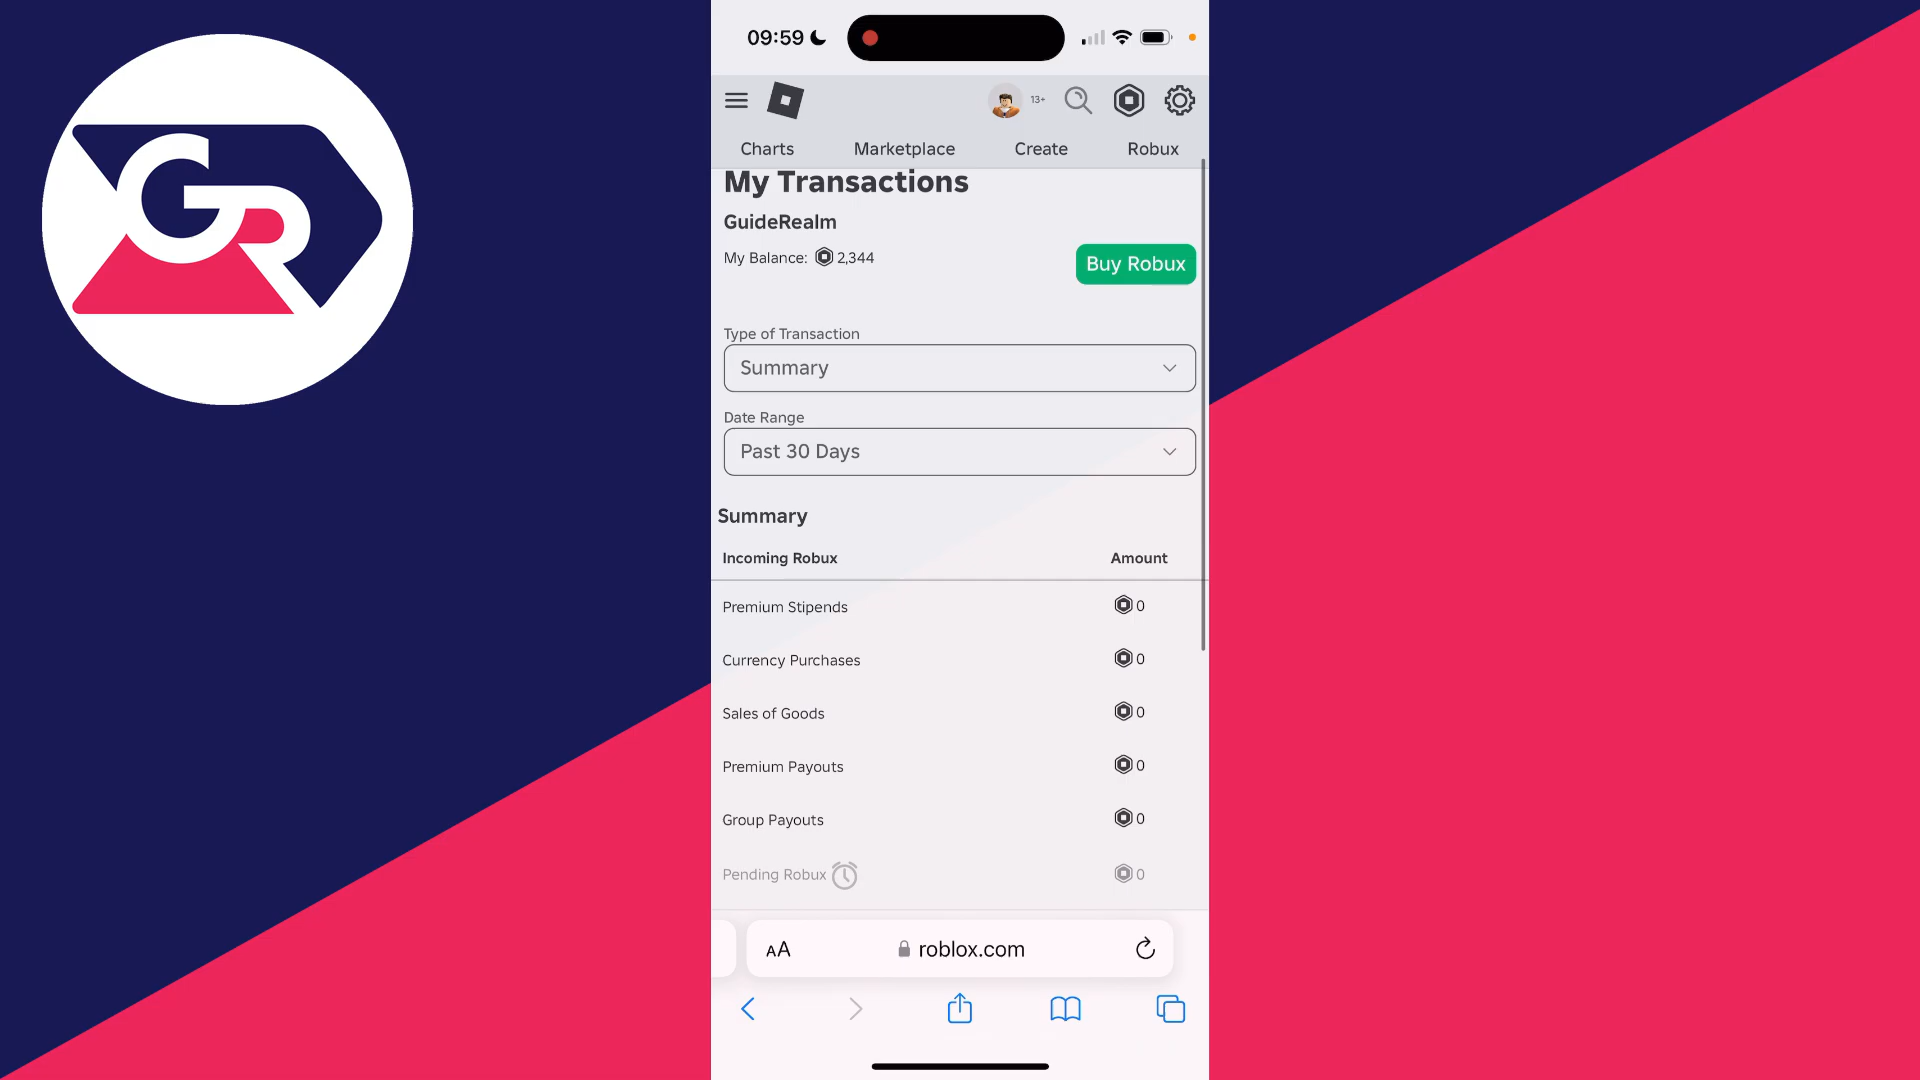 GR
09:59
13+
Charts Marketplace Create Robux
My Transactions
GuideRealm
My Balance: 2,344
Buy Robux
Type of Transaction
Summary
Date Range
Past 30 Days
Summary
Incoming Robux Amount
Premium Stipends 0
Currency Purchases 0
Sales of Goods 0
Premium Payouts 0
Group Payouts 0
Pending Robux 0
AA roblox.com